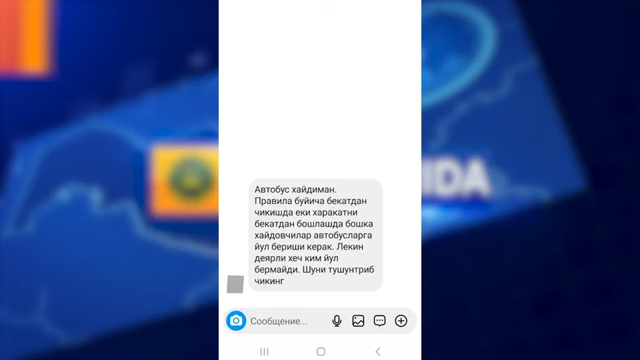 Автобус хайдиман.
Правила буйича бекатдан
чикишда еки харакатни
бекатдан бошлашда бошка
хайдовчилар автобусларга
йул бериши керак. Лекин
деярли хеч ким йул
бермайди. Шуни тушунтриб
чикинг
IDA
Сообщение...